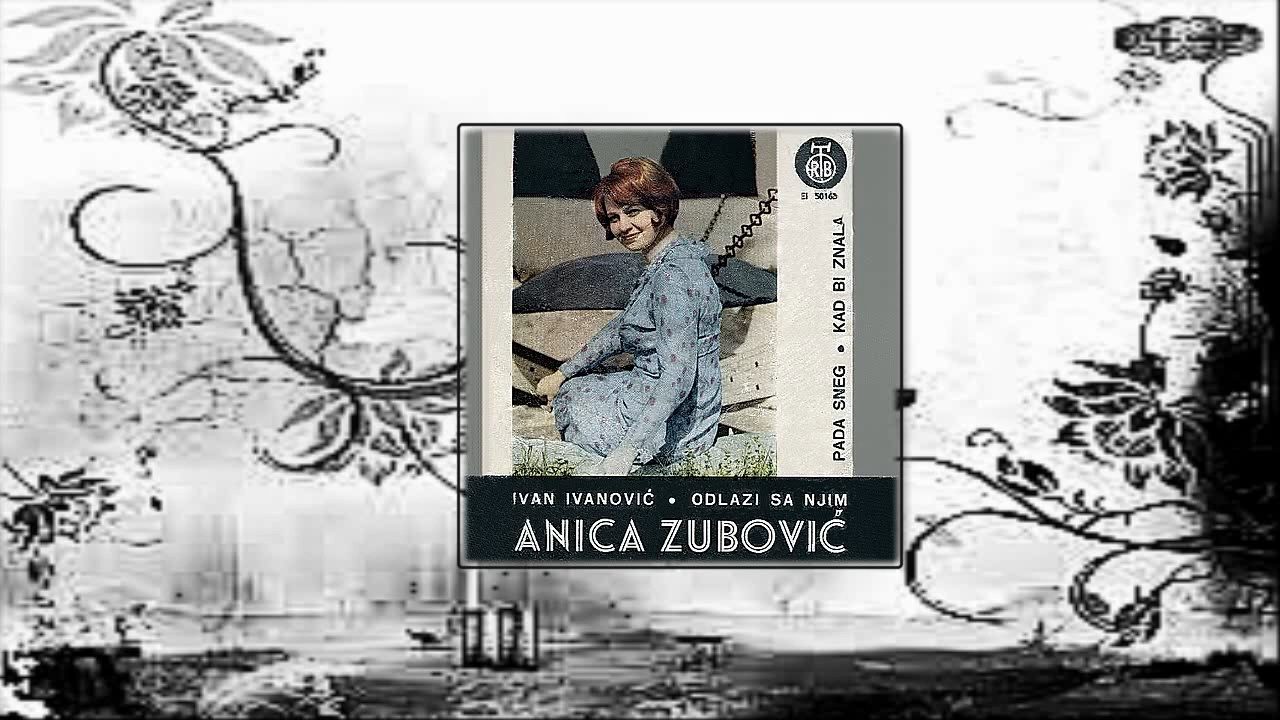 RTB
EI 50163
PADA SNEG • KAD BI ZNALA
IVAN IVANOVIĆ • ODLAZI SA NJIM
ANICA ZUBOVIĆ